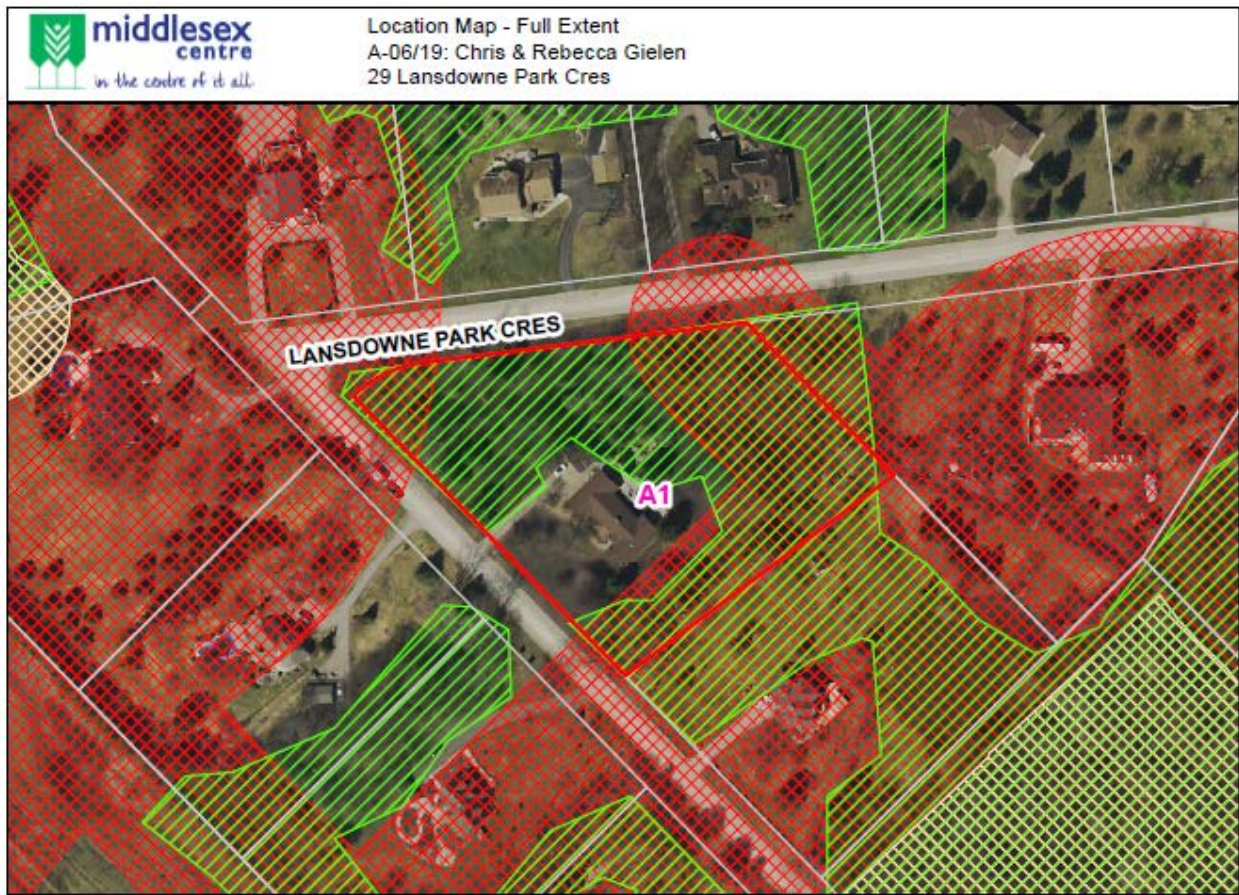 middlesex
centre
in the centre of it all
Location Map - Full Extent
A-06/19: Chris & Rebecca Gielen
29 Lansdowne Park Cres
LANSDOWNE PARK CRES
A1